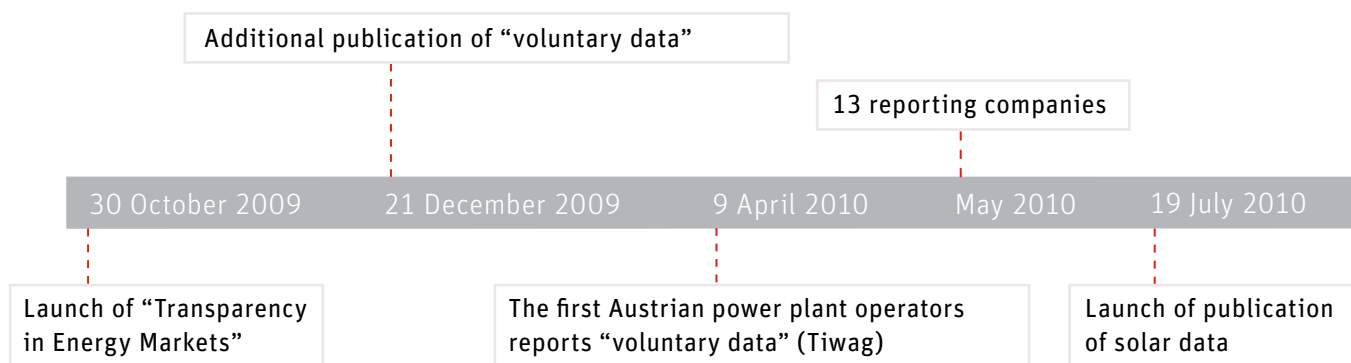 Additional publication of “voluntary data”
13 reporting companies
30 October 2009
21 December 2009
9 April 2010
May 2010
19 July 2010
Launch of “Transparency
in Energy Markets”
The first Austrian power plant operators
reports “voluntary data” (Tiwag)
Launch of publication
of solar data